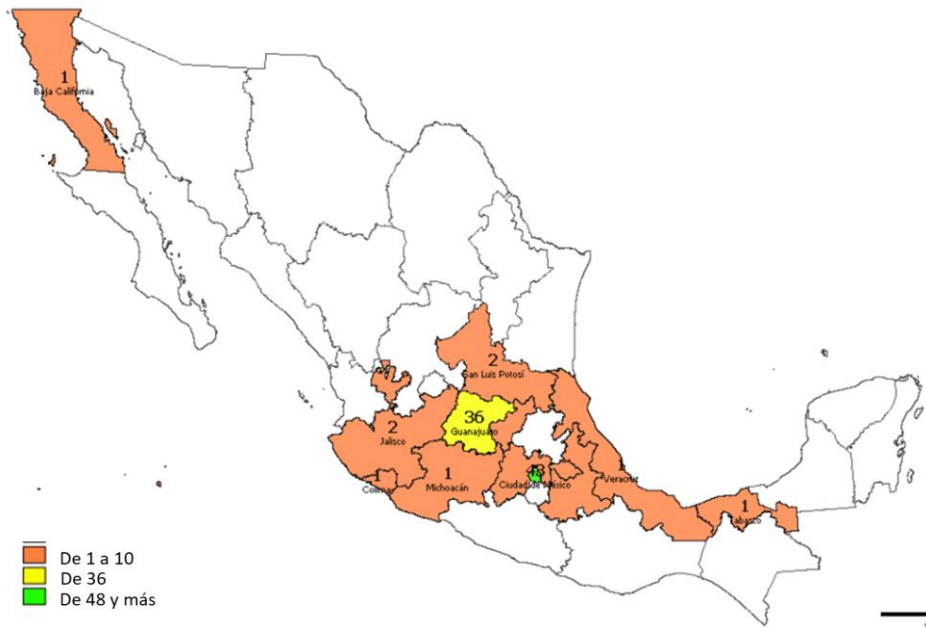 1
Baja California
2
San Luis Potosí
36
Guanajuato
2
Jalisco
1
Michoacán
Colima
Ciudad de México
1
Veracruz
1
Tabasco
De 1 a 10
De 36
De 48 y más